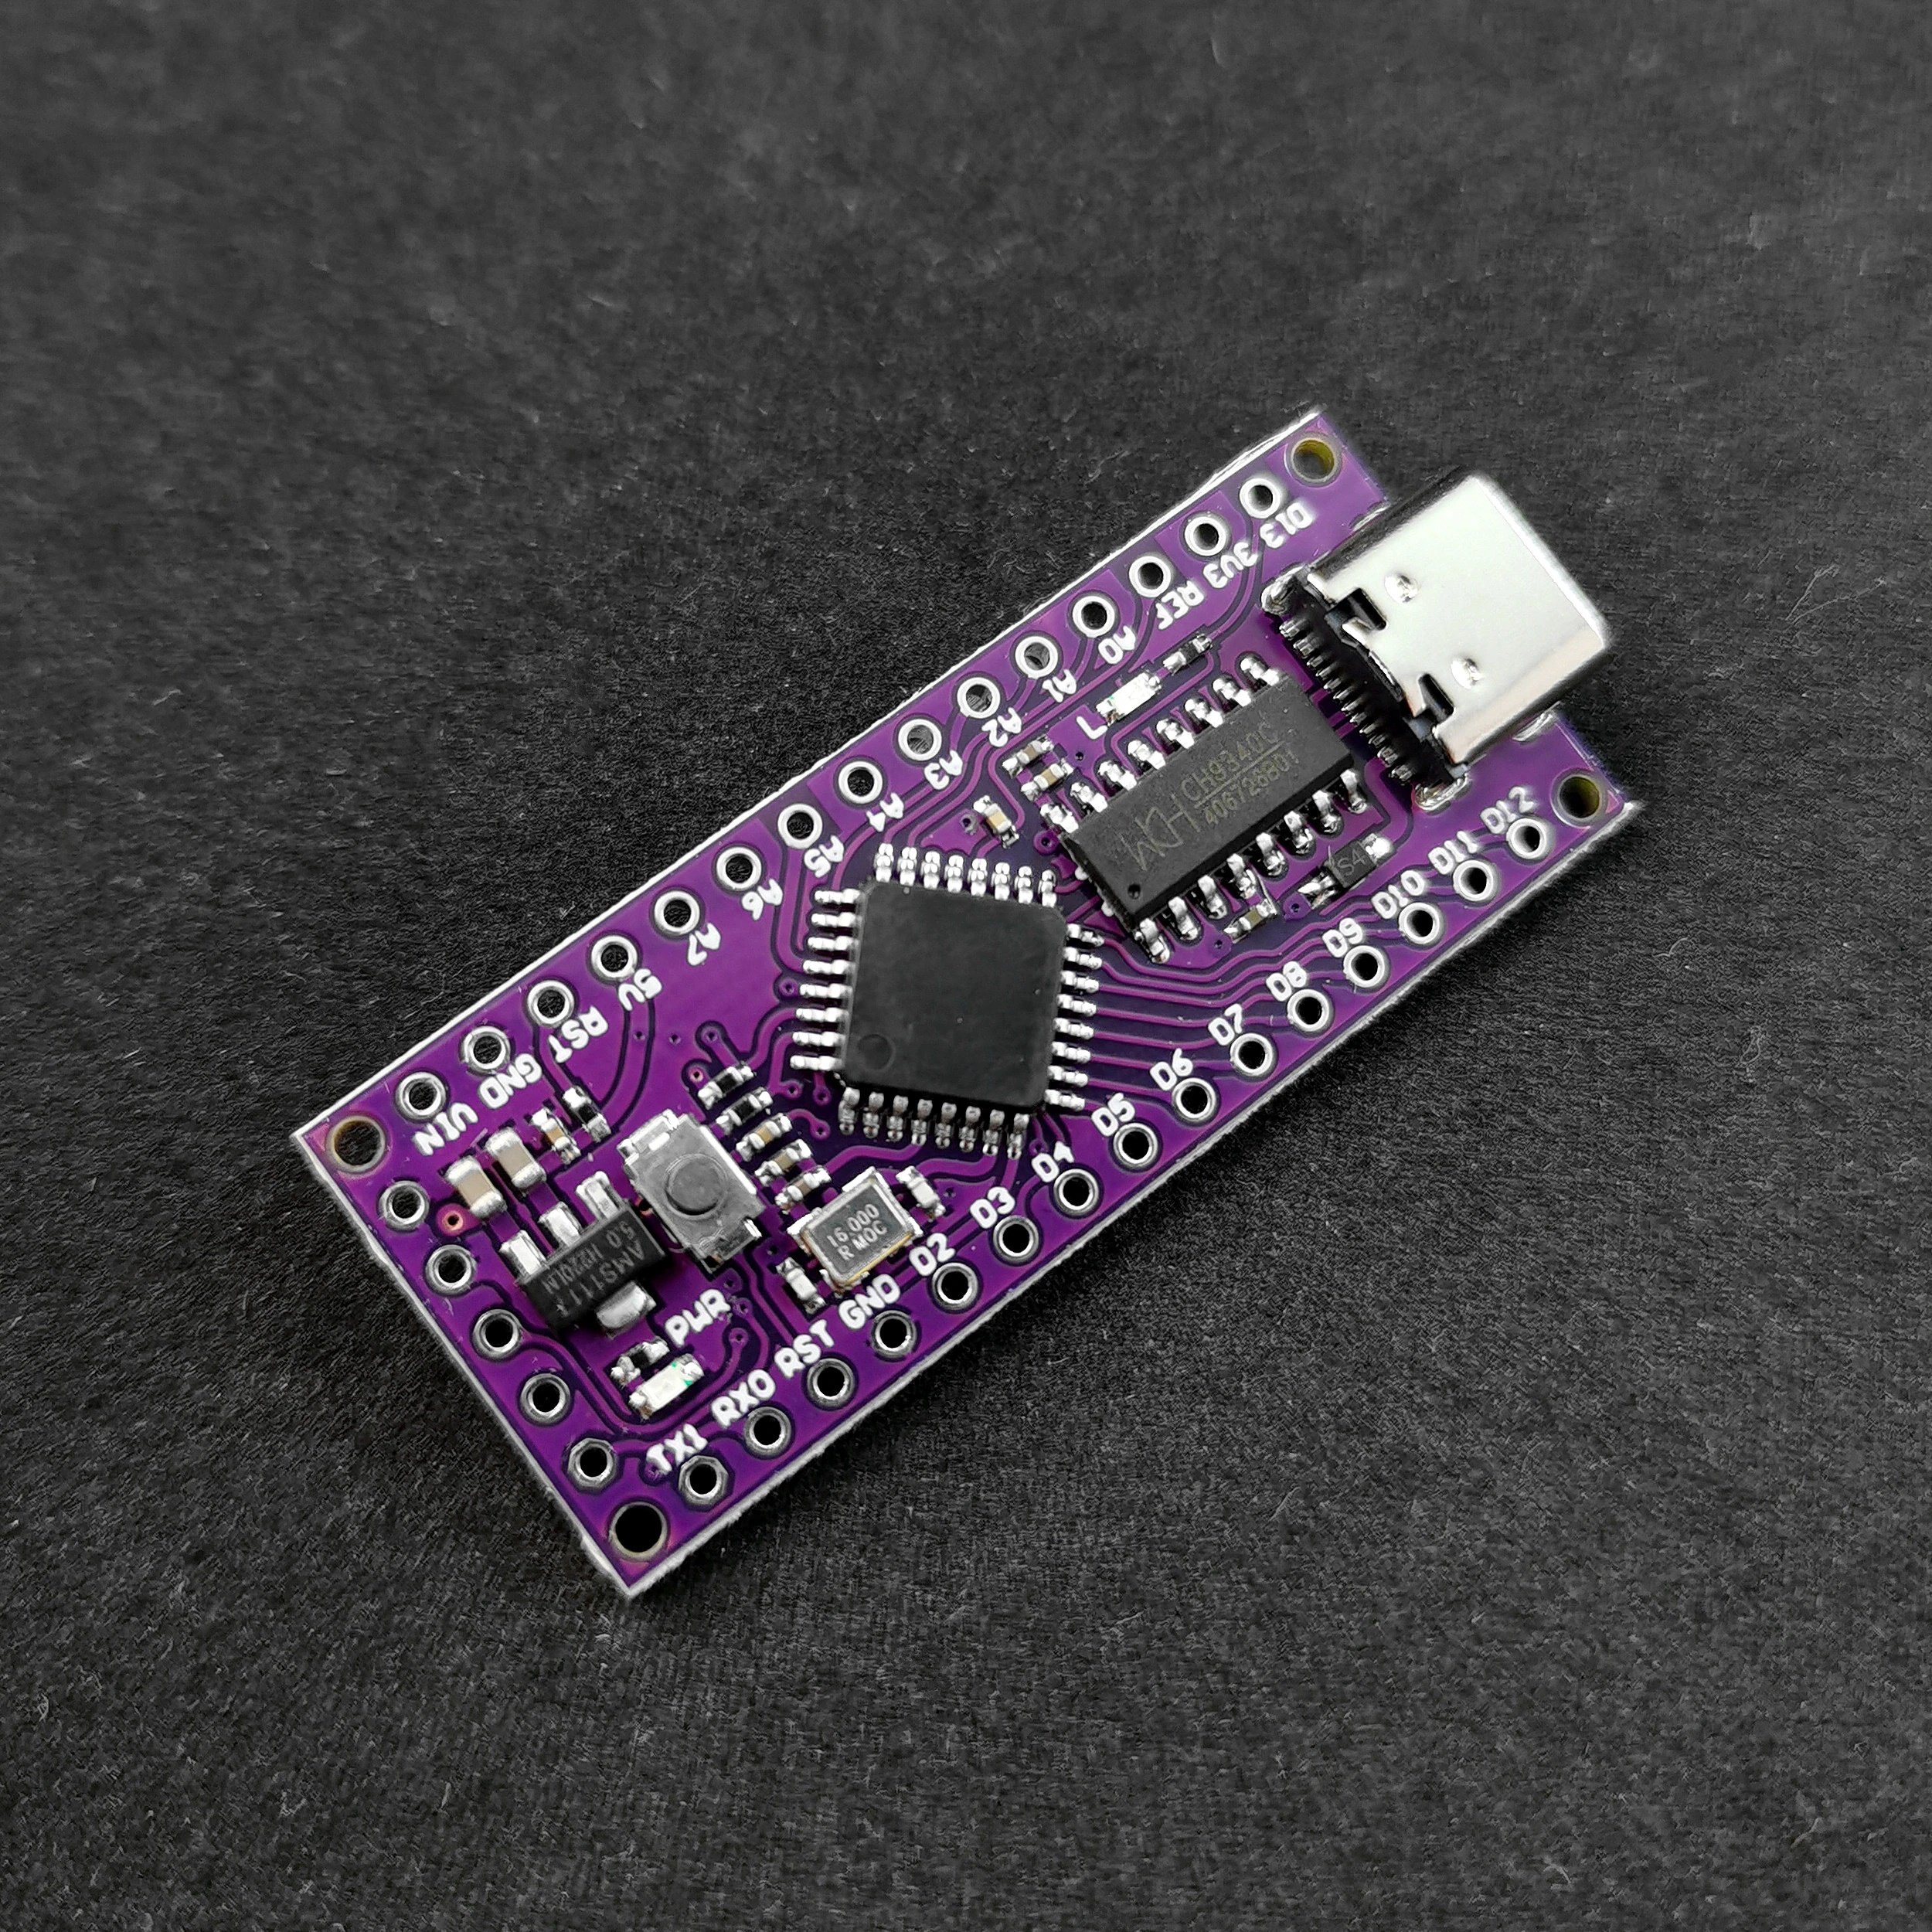 D13
3V3
REF
A0
A1
A2
A3
A4
A5
A6
A7
5V
RST
GND
VIN
L
WCH
CH9340C
S4
16.000
AMS1117
5.0
PWR
TX1
RX0
RST
GND
D2
D3
D4
D5
D6
D7
D8
D9
D10
D11
D12